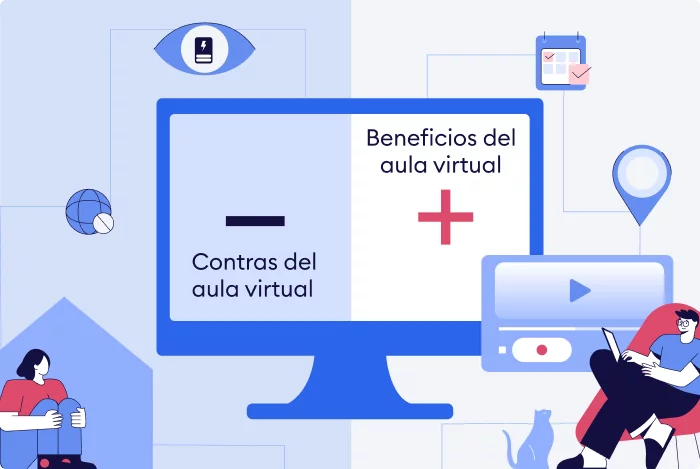 Contras del
aula virtual
Beneficios del
aula virtual